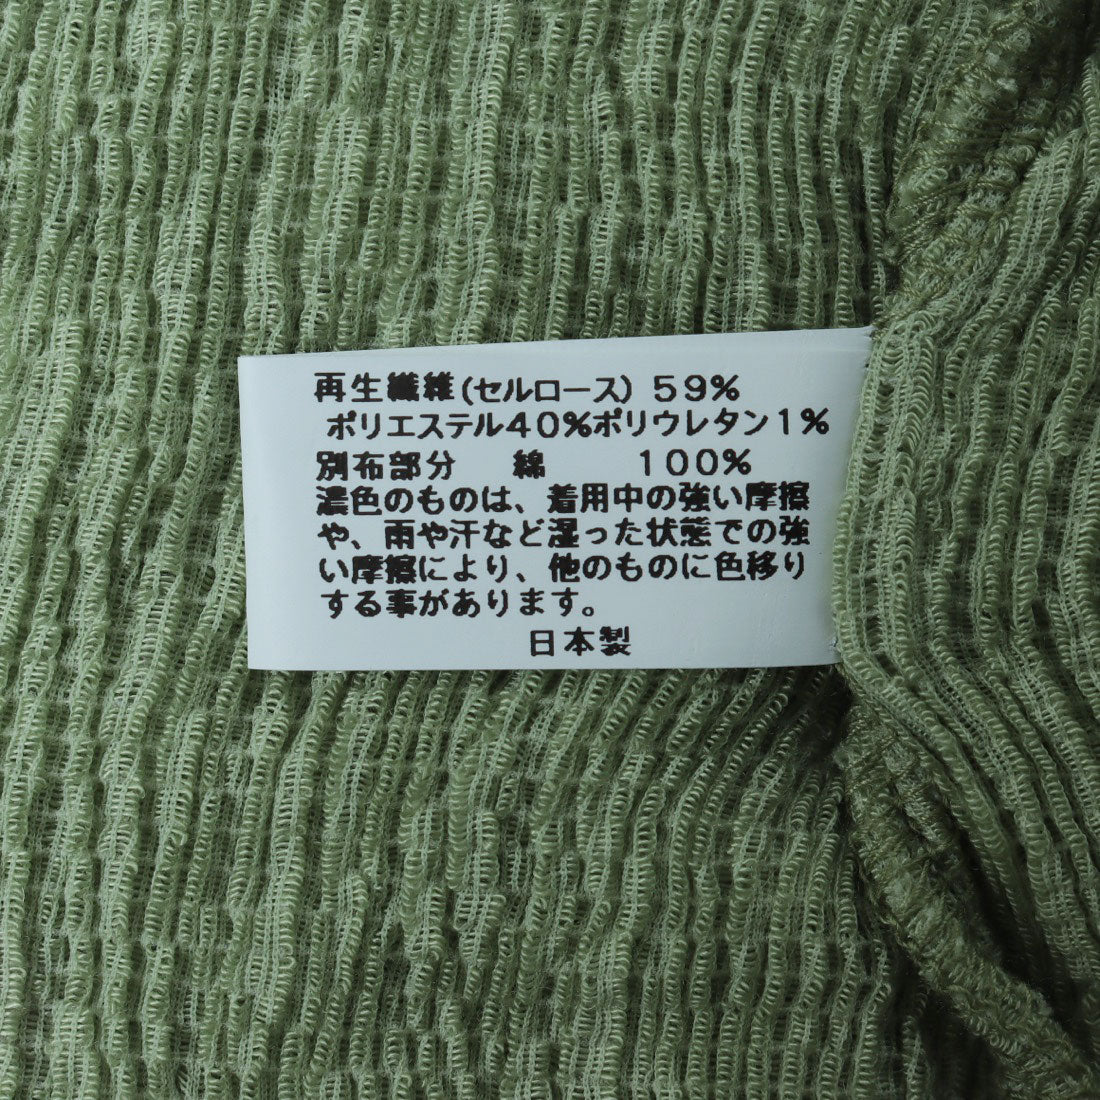 再生繊維(セルロース) 59%
ポリエステル40%ポリウレタン1%
別布部分　綿　100%
濃色のものは、着用中の強い摩擦
や、雨や汗など湿った状態での強
い摩擦により、他のものに色移り
する事があります。
日本製